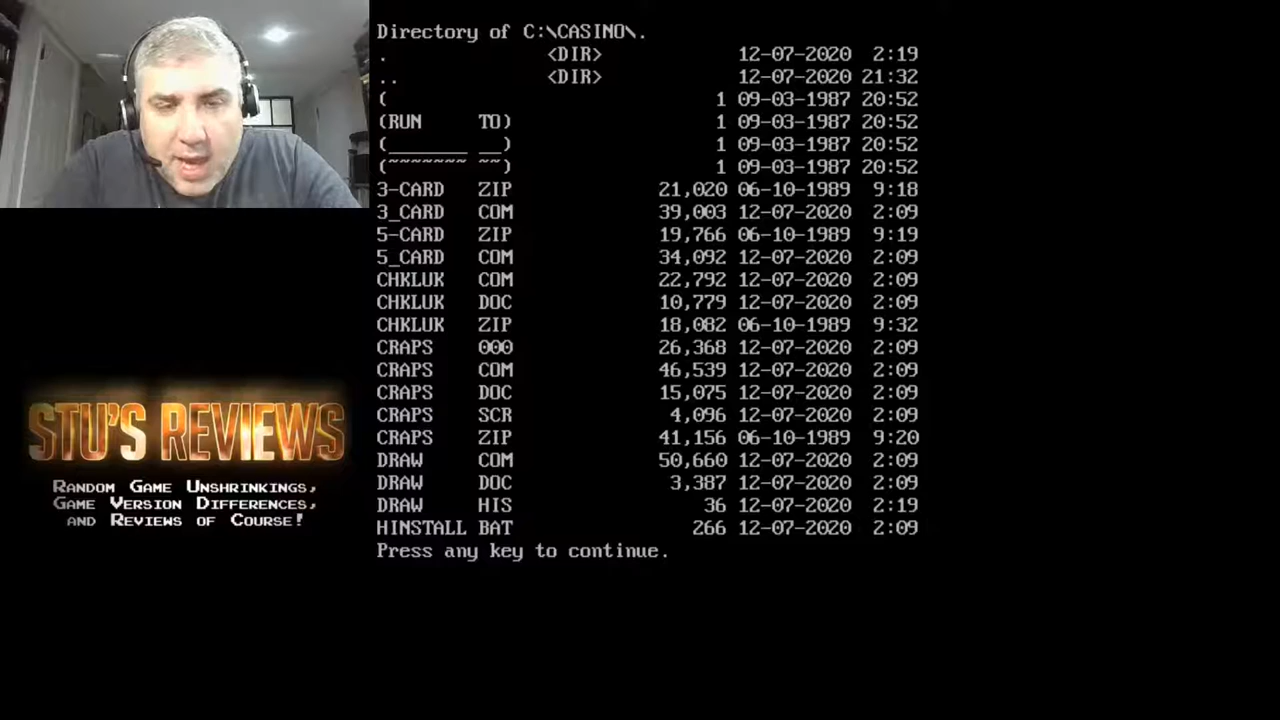 Directory of C:\CASINO\.
. <DIR> 12-07-2020 2:19
.. <DIR> 12-07-2020 21:32
( 1 09-03-1987 20:52
(RUN TO) 1 09-03-1987 20:52
(_______ __) 1 09-03-1987 20:52
(~~~~~~~ ~~) 1 09-03-1987 20:52
3-CARD ZIP 21,020 06-10-1989 9:18
3_CARD COM 39,003 12-07-2020 2:09
5-CARD ZIP 19,766 06-10-1989 9:19
5_CARD COM 34,092 12-07-2020 2:09
CHKLUK COM 22,792 12-07-2020 2:09
CHKLUK DOC 10,779 12-07-2020 2:09
CHKLUK ZIP 18,082 06-10-1989 9:32
CRAPS 000 26,368 12-07-2020 2:09
CRAPS COM 46,539 12-07-2020 2:09
CRAPS DOC 15,075 12-07-2020 2:09
CRAPS SCR 4,096 12-07-2020 2:09
CRAPS ZIP 41,156 06-10-1989 9:20
DRAW COM 50,660 12-07-2020 2:09
DRAW DOC 3,387 12-07-2020 2:09
DRAW HIS 36 12-07-2020 2:19
HINSTALL BAT 266 12-07-2020 2:09
Press any key to continue.
STU'S REVIEWS
RANDOM GAME UNSHRINKINGS,
GAME VERSION DIFFERENCES,
AND REVIEWS OF COURSE!